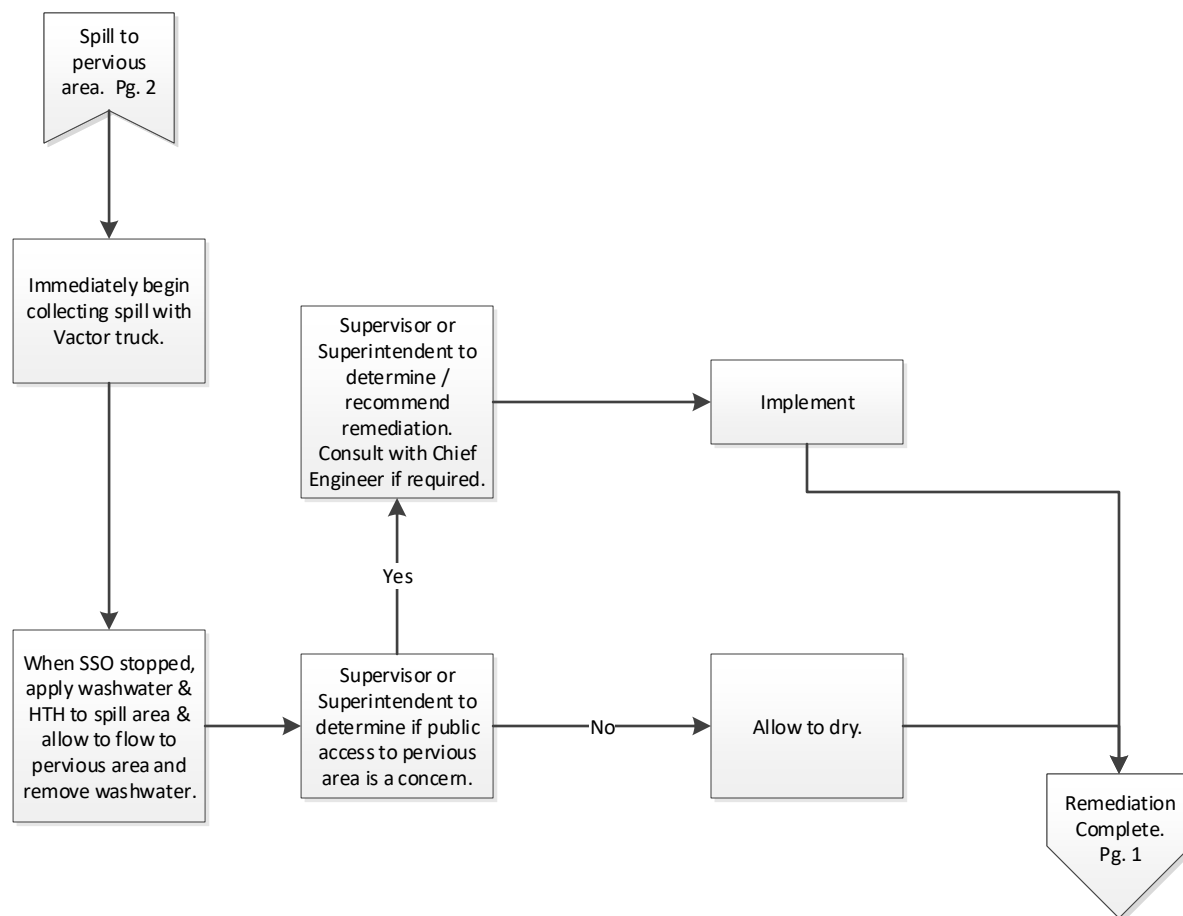 Spill to
pervious
area.  Pg. 2
Immediately begin
collecting spill with
Vactor truck.
Supervisor or
Superintendent to
determine /
recommend
remediation.
Consult with Chief
Engineer if required.
Implement
Yes
When SSO stopped,
apply washwater &
HTH to spill area &
allow to flow to
pervious area and
remove washwater.
Supervisor or
Superintendent to
determine if public
access to pervious
area is a concern.
No
Allow to dry.
Remediation
Complete.
Pg. 1